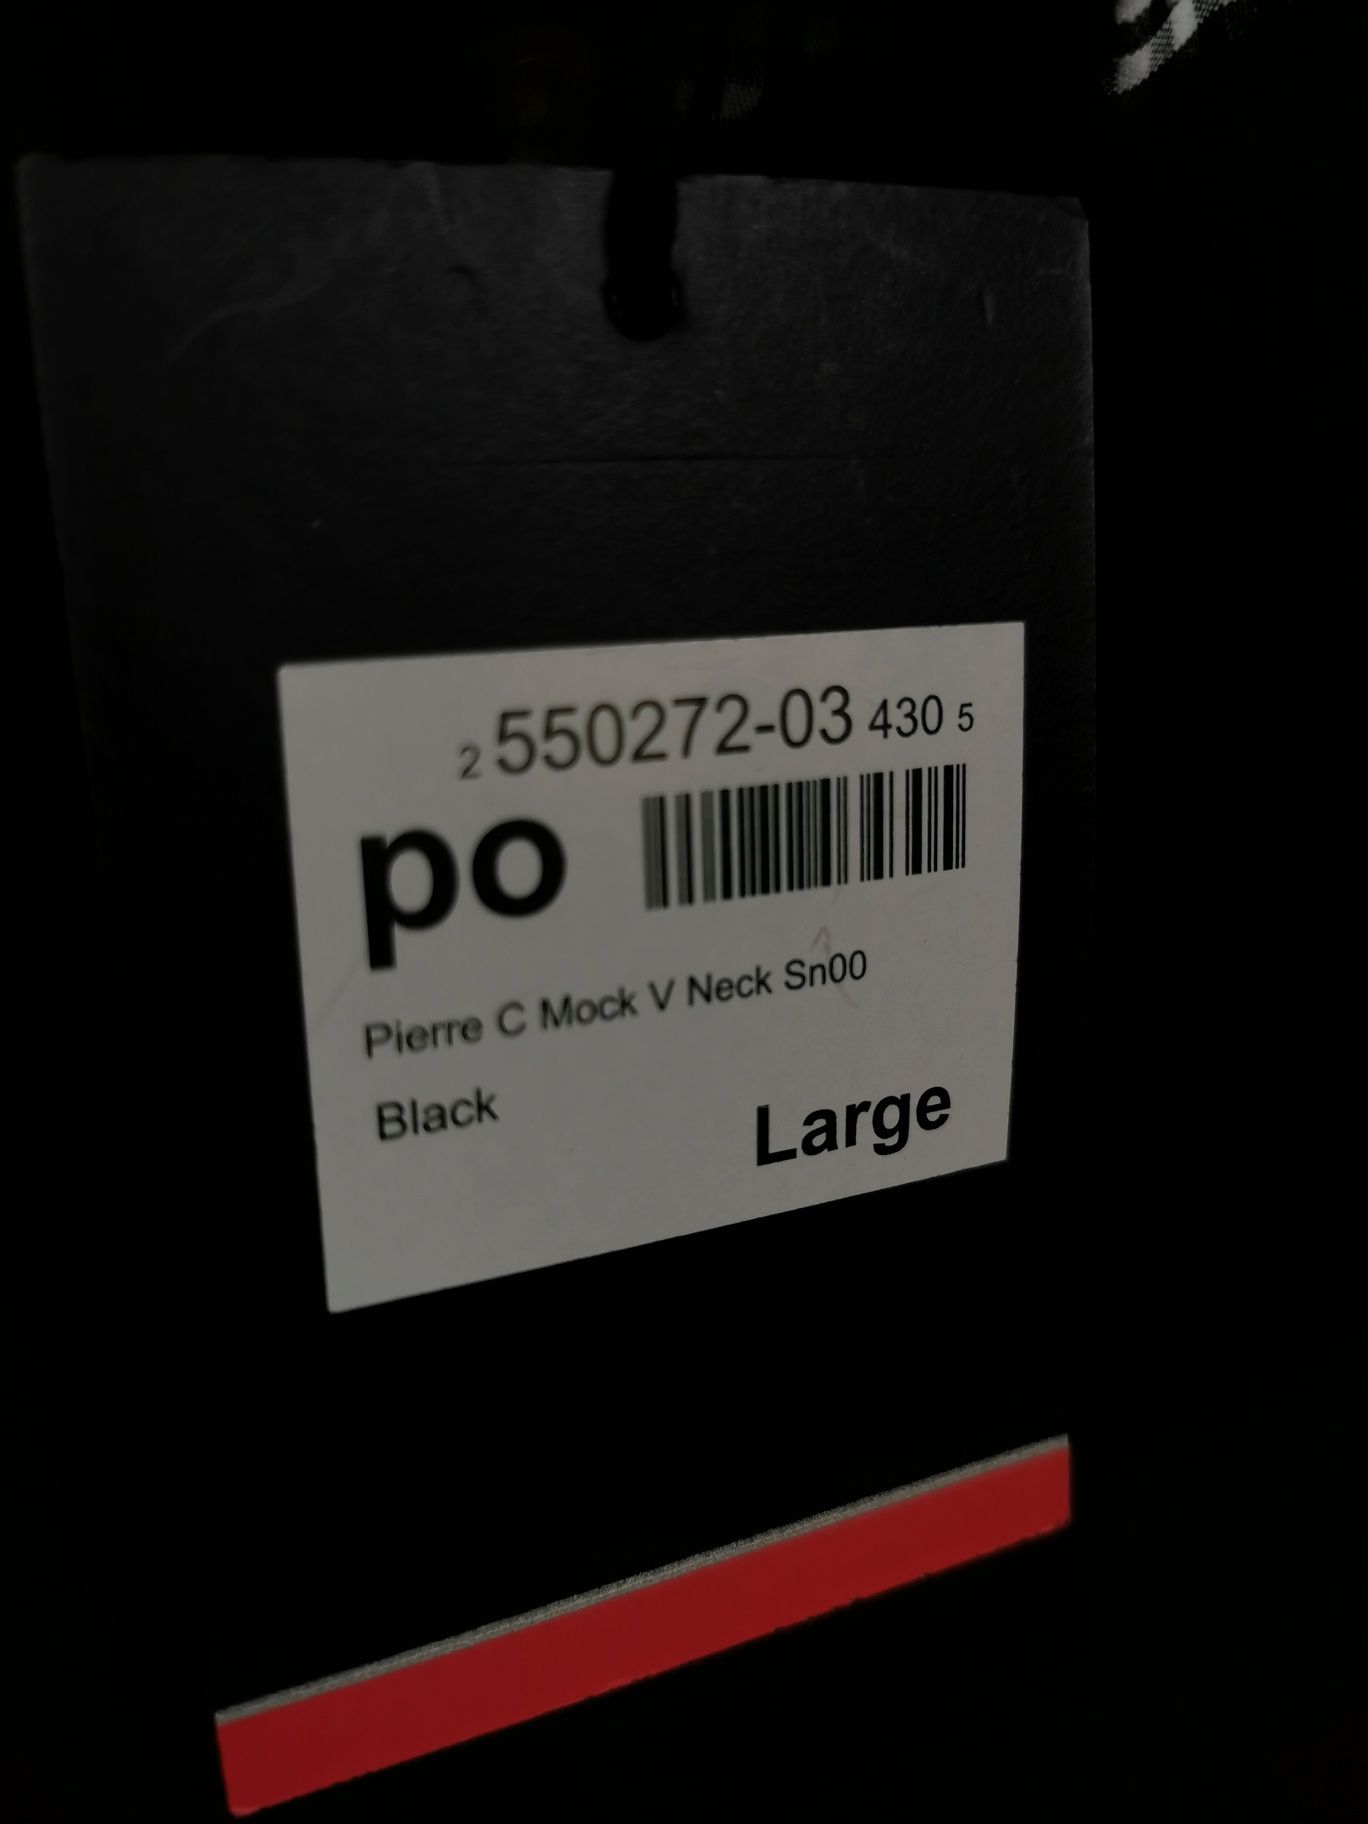 2 550272-03 430 5
po
Pierre C Mock V Neck Sn00
Black
Large